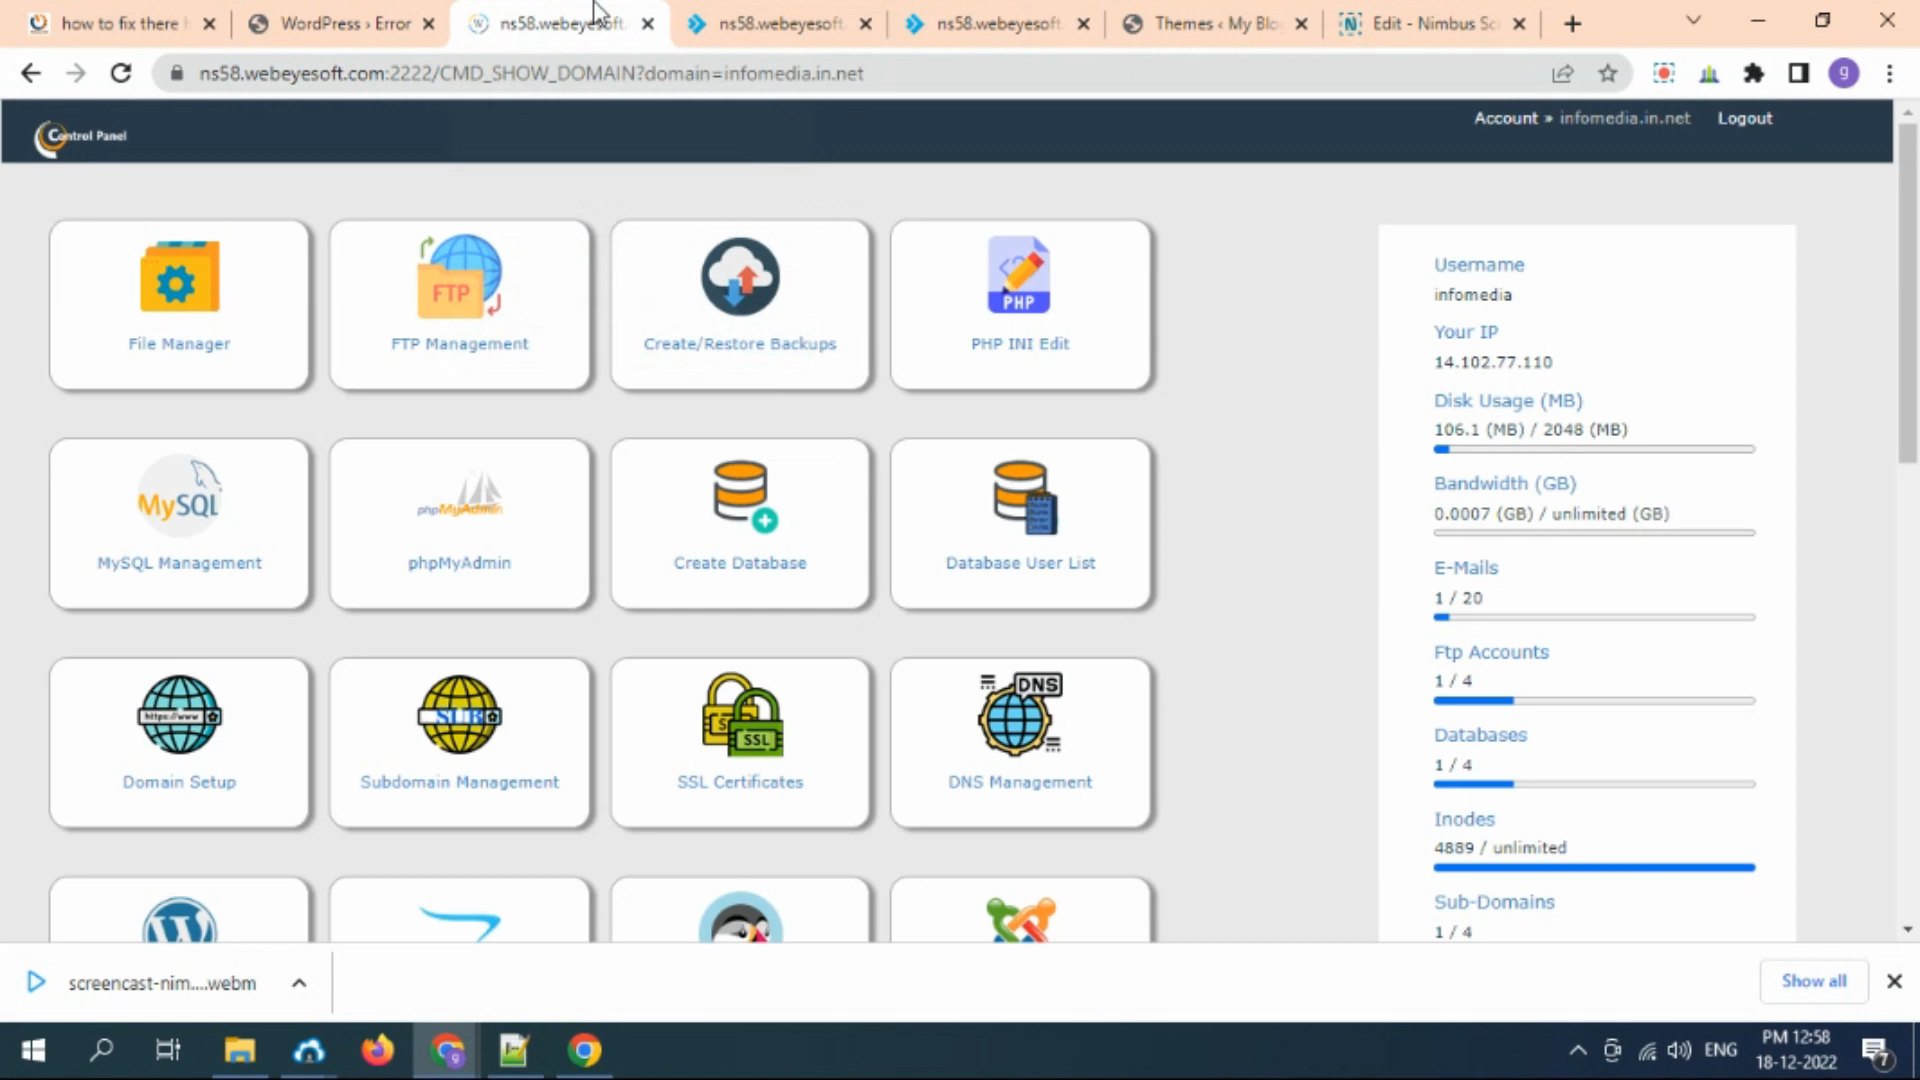 how to fix there
WordPress › Error
ns58.webeyesoft.
ns58.webeyesoft.
ns58.webeyesoft.
Themes ‹ My Blog
Edit - Nimbus Sc
ns58.webeyesoft.com:2222/CMD_SHOW_DOMAIN?domain=infomedia.in.net
g
Control Panel
Account » infomedia.in.net Logout
FTP
PHP
File Manager
FTP Management
Create/Restore Backups
PHP INI Edit
MySQL
phpMyAdmin
MySQL Management
phpMyAdmin
Create Database
Database User List
https://www
SUB
SSL
DNS
Domain Setup
Subdomain Management
SSL Certificates
DNS Management
Username
infomedia
Your IP
14.102.77.110
Disk Usage (MB)
106.1 (MB) / 2048 (MB)
Bandwidth (GB)
0.0007 (GB) / unlimited (GB)
E-Mails
1 / 20
Ftp Accounts
1 / 4
Databases
1 / 4
Inodes
4889 / unlimited
Sub-Domains
1 / 4
screencast-nim....webm
Show all
g
ENG
PM 12:58
18-12-2022
7